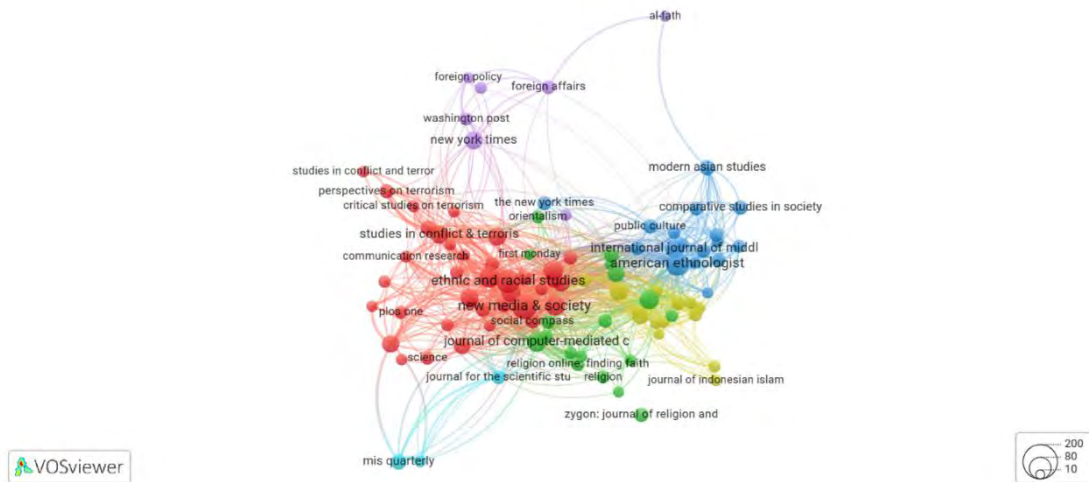 al-fath
foreign policy
foreign affairs
washington post
new york times
modern asian studies
studies in conflict and terror
perspectives on terrorism
critical studies on terrorism
the new york times
comparative studies in society
orientalism
public culture
studies in conflict & terroris
international journal of middl
communication research
first monday
american ethnologist
ethnic and racial studies
new media & society
plos one
social compass
journal of computer-mediated c
science
religion online: finding faith
journal for the scientific stu
religion
journal of indonesian islam
zygon: journal of religion and
mis quarterly
VOSviewer
200
80
10